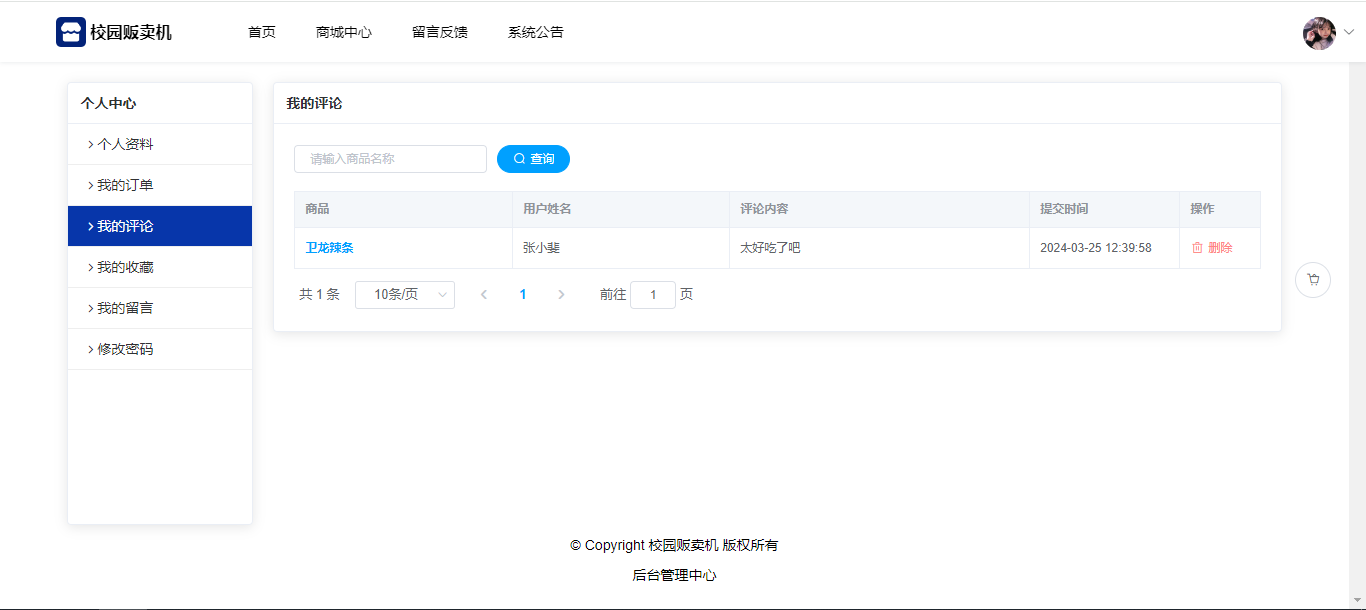 校园贩卖机 首页 商城中心 留言反馈 系统公告
个人中心
个人资料
我的订单
我的评论
我的收藏
我的留言
修改密码
我的评论
请输入商品名称 查询
商品 用户姓名 评论内容 提交时间 操作
卫龙辣条 张小斐 太好吃了吧 2024-03-25 12:39:58 删除
共 1 条 10条/页 1 前往 1 页
© Copyright 校园贩卖机 版权所有
后台管理中心